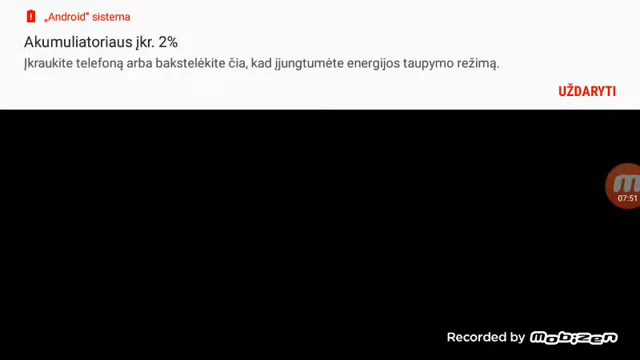 „Android“ sistema
Akumuliatoriaus įkr. 2%
Įkraukite telefoną arba bakstelėkite čia, kad įjungtumėte energijos taupymo režimą.
UŽDARYTI
07:51
Recorded by mobizen